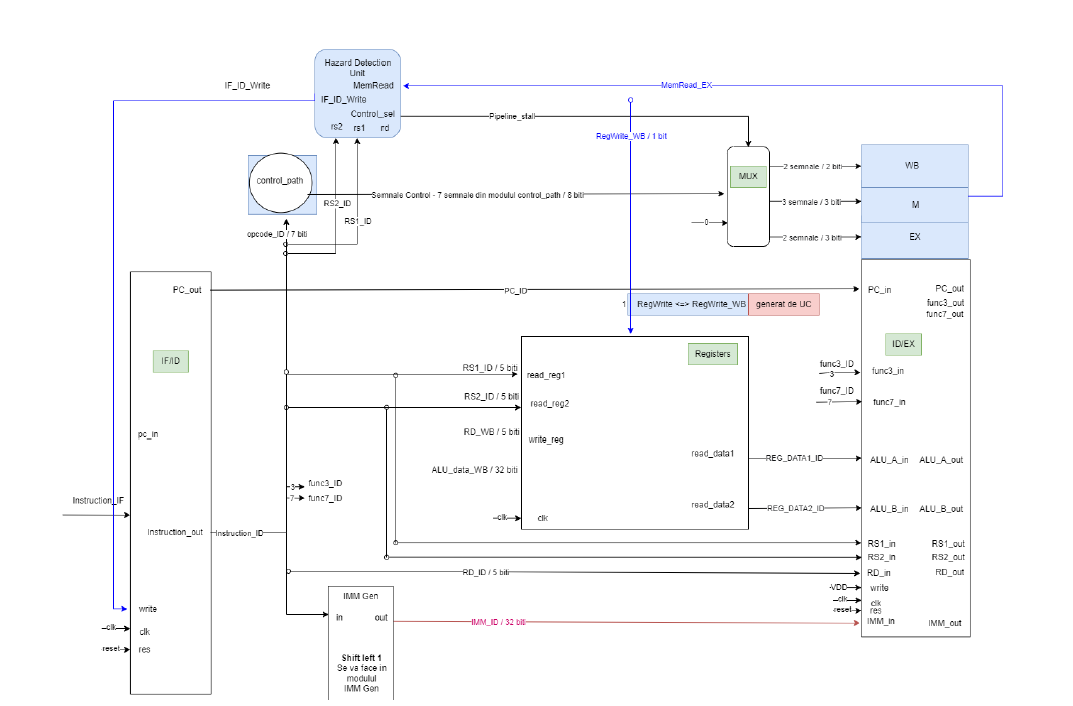 Hazard Detection
Unit
MemRead
IF_ID_Write
IF_ID_Write
Control_sel
rs2 rs1 rd
MemRead_EX
Pipeline_stall
RegWrite_WB / 1 bit
control_path
Semnale Control - 7 semnale din modulul control_path / 8 biti
RS2_ID
RS1_ID
opcode_ID / 7 biti
MUX
0
2 semnale / 2 biti
3 semnale / 3 biti
2 semnale / 3 biti
WB
M
EX
PC_out
PC_ID
1
RegWrite <=> RegWrite_WB
generat de UC
IF/ID
pc_in
Instruction_IF
Instruction_out
Instruction_ID
write
clk
clk
reset
res
3
func3_ID
7
func7_ID
RS1_ID / 5 biti
RS2_ID / 5 biti
RD_WB / 5 biti
ALU_data_WB / 32 biti
clk
Registers
read_reg1
read_reg2
write_reg
read_data1
read_data2
clk
REG_DATA1_ID
REG_DATA2_ID
RD_ID / 5 biti
IMM Gen
in out
Shift left 1
Se va face in
modulul
IMM Gen
IMM_ID / 32 biti
PC_in PC_out
func3_out
func7_out
ID/EX
func3_ID
3
func3_in
func7_ID
7
func7_in
ALU_A_in ALU_A_out
ALU_B_in ALU_B_out
RS1_in RS1_out
RS2_in RS2_out
RD_in RD_out
VDD
write
clk
clk
reset
res
IMM_in IMM_out